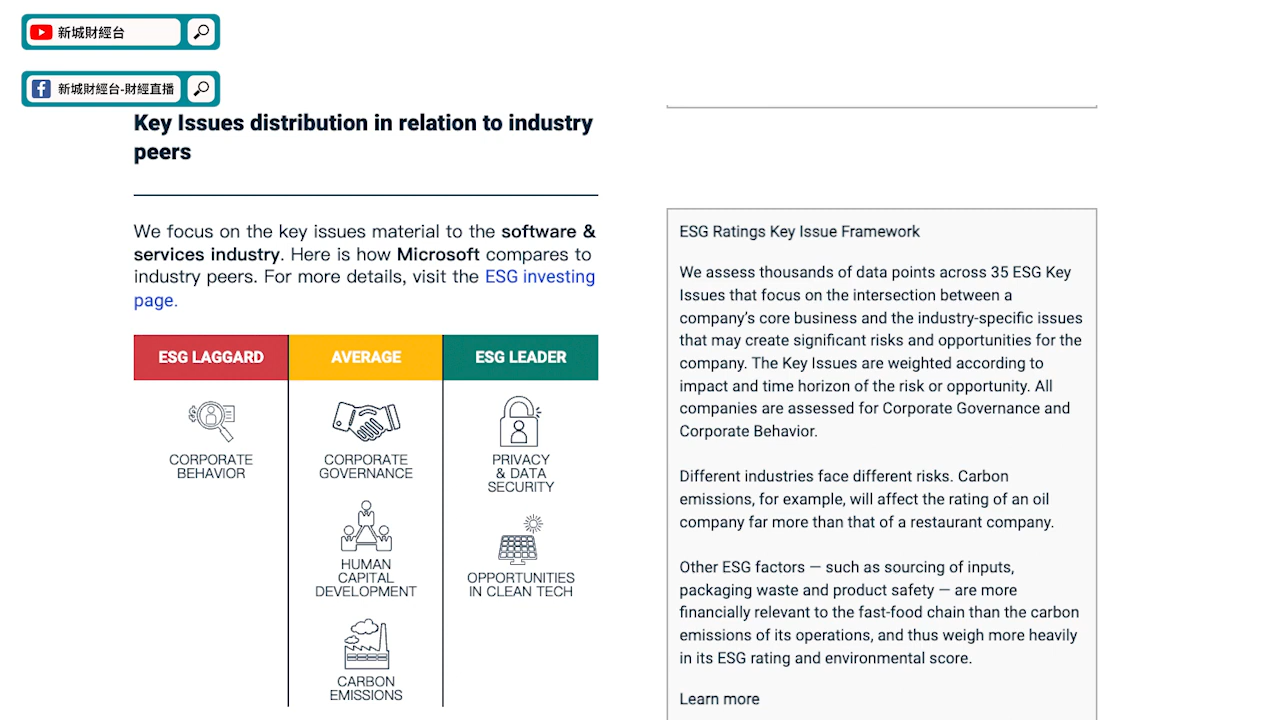 新城財經台
新城財經台-財經直播
Key Issues distribution in relation to industry
peers
We focus on the key issues material to the software &
services industry. Here is how Microsoft compares to
industry peers. For more details, visit the ESG investing
page.
ESG LAGGARD
AVERAGE
ESG LEADER
CORPORATE
BEHAVIOR
CORPORATE
GOVERNANCE
HUMAN
CAPITAL
DEVELOPMENT
CARBON
EMISSIONS
PRIVACY
& DATA
SECURITY
OPPORTUNITIES
IN CLEAN TECH
ESG Ratings Key Issue Framework
We assess thousands of data points across 35 ESG Key
Issues that focus on the intersection between a
company's core business and the industry-specific issues
that may create significant risks and opportunities for the
company. The Key Issues are weighted according to
impact and time horizon of the risk or opportunity. All
companies are assessed for Corporate Governance and
Corporate Behavior.
Different industries face different risks. Carbon
emissions, for example, will affect the rating of an oil
company far more than that of a restaurant company.
Other ESG factors — such as sourcing of inputs,
packaging waste and product safety — are more
financially relevant to the fast-food chain than the carbon
emissions of its operations, and thus weigh more heavily
in its ESG rating and environmental score.
Learn more